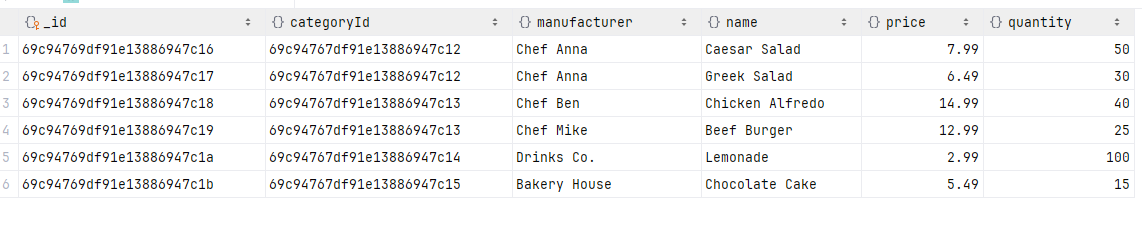 _id categoryId manufacturer name price quantity
1 69c94769df91e13886947c16 69c94767df91e13886947c12 Chef Anna Caesar Salad 7.99 50
2 69c94769df91e13886947c17 69c94767df91e13886947c12 Chef Anna Greek Salad 6.49 30
3 69c94769df91e13886947c18 69c94767df91e13886947c13 Chef Ben Chicken Alfredo 14.99 40
4 69c94769df91e13886947c19 69c94767df91e13886947c13 Chef Mike Beef Burger 12.99 25
5 69c94769df91e13886947c1a 69c94767df91e13886947c14 Drinks Co. Lemonade 2.99 100
6 69c94769df91e13886947c1b 69c94767df91e13886947c15 Bakery House Chocolate Cake 5.49 15